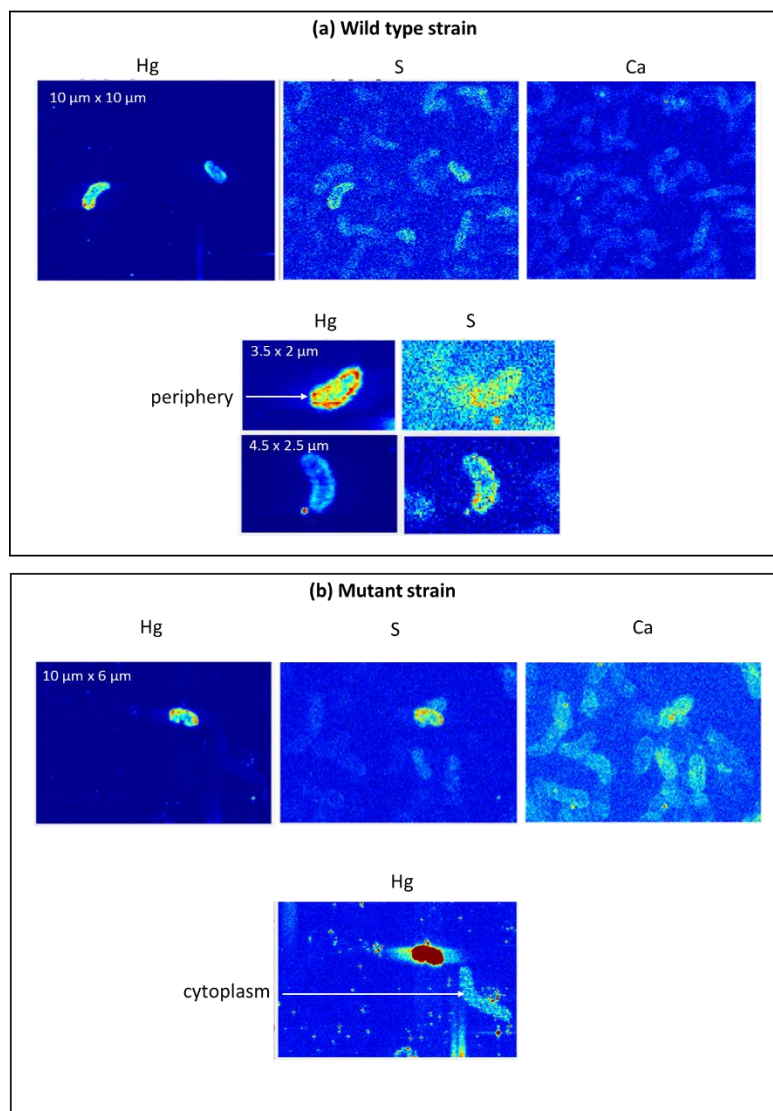 (a) Wild type strain
Hg S Ca
10 µm x 10 µm
Hg S
3.5 x 2 µm
periphery
4.5 x 2.5 µm
(b) Mutant strain
Hg S Ca
10 µm x 6 µm
Hg
cytoplasm